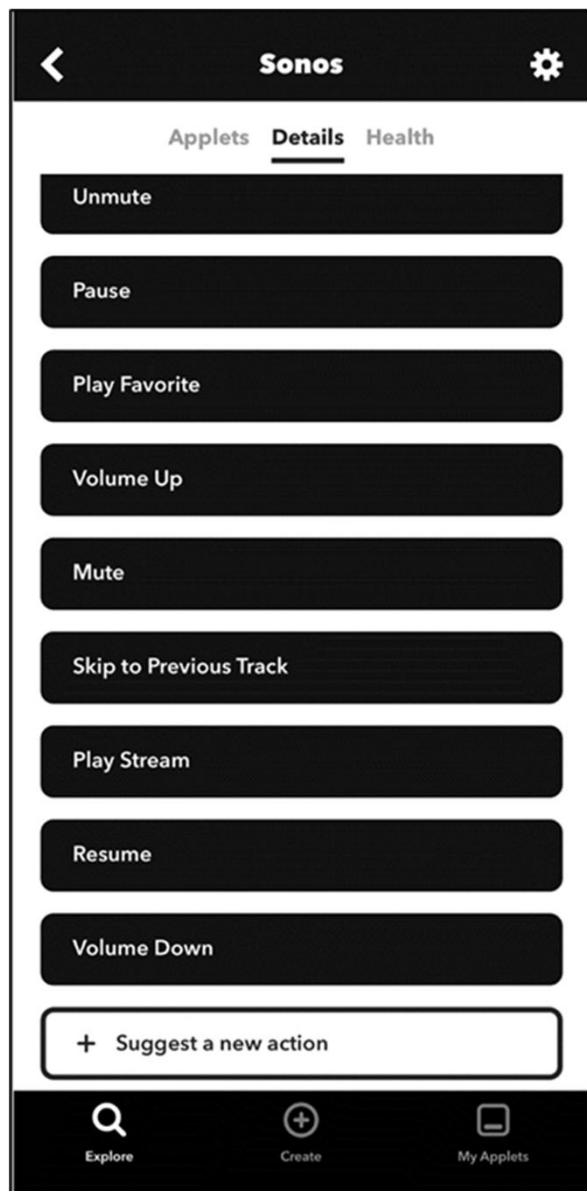 Sonos
Applets Details Health
Unmute
Pause
Play Favorite
Volume Up
Mute
Skip to Previous Track
Play Stream
Resume
Volume Down
+ Suggest a new action
Explore Create My Applets